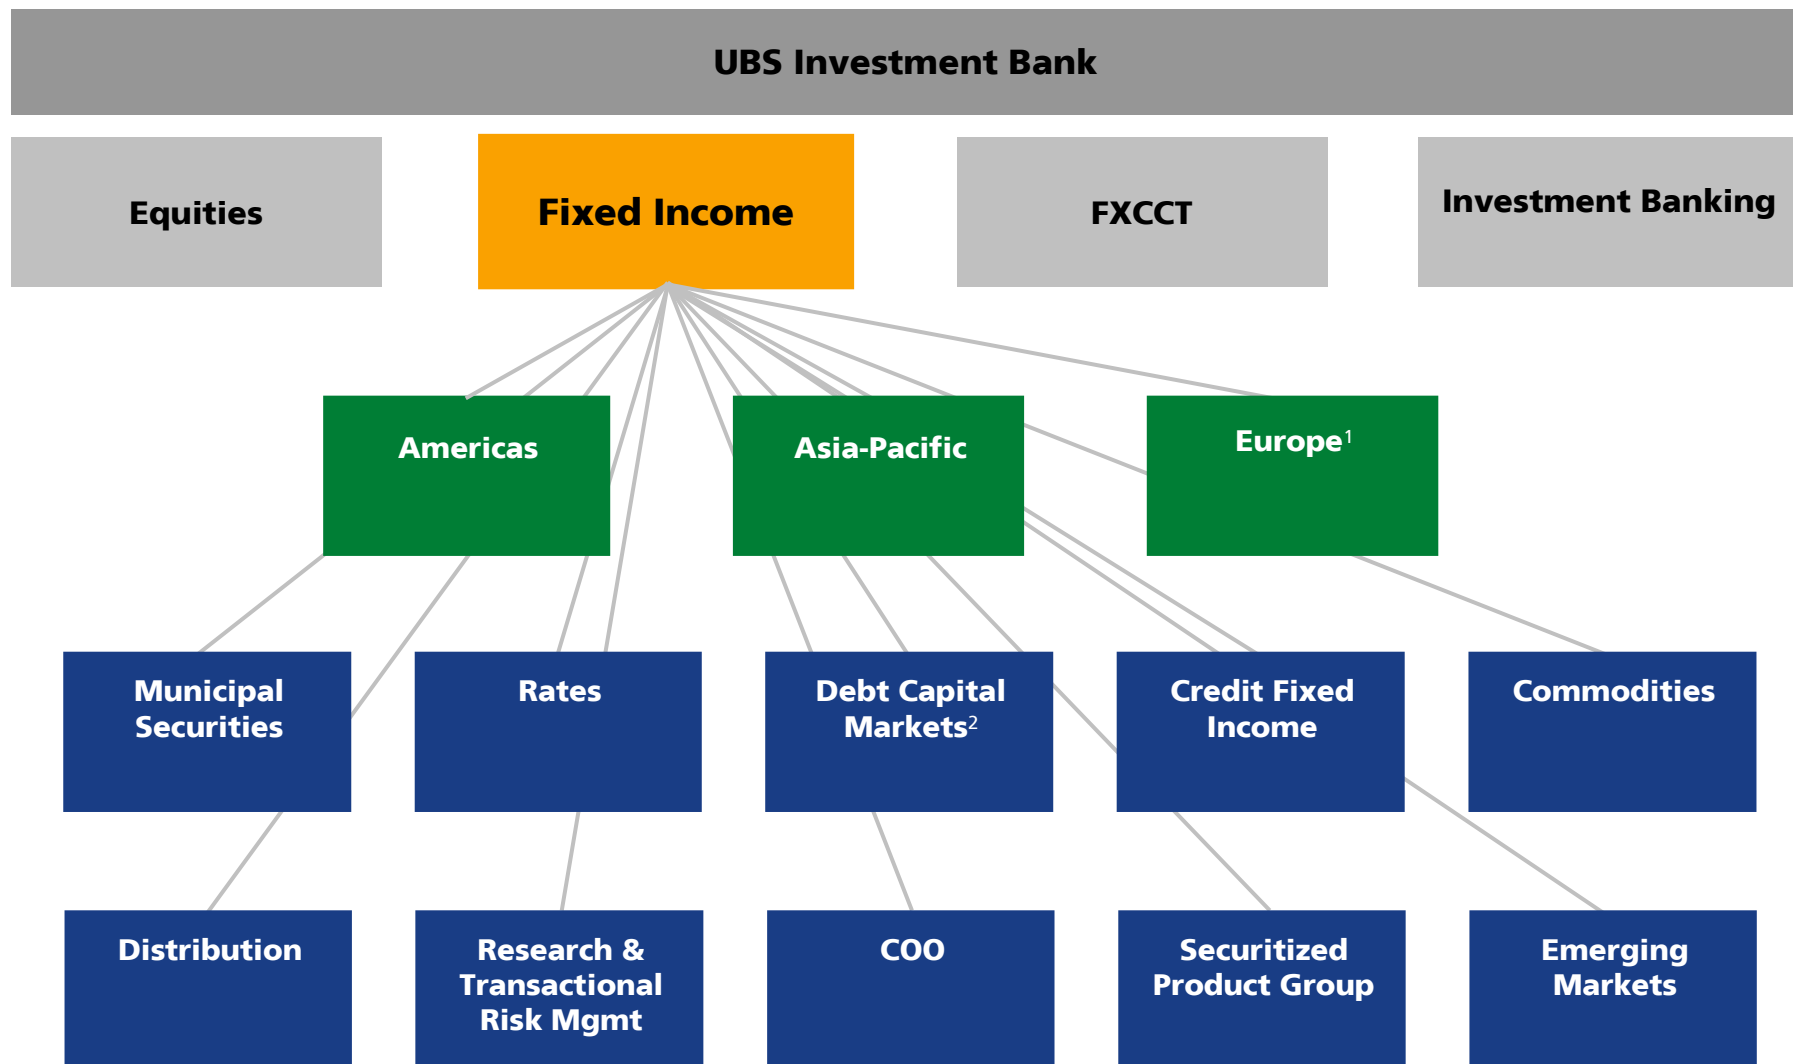 UBS Investment Bank
Equities
Fixed Income
FXCCT
Investment Banking
Americas
Asia-Pacific
Europe1
Municipal
Securities
Rates
Debt Capital
Markets2
Credit Fixed
Income
Commodities
Distribution
Research &
Transactional
Risk Mgmt
COO
Securitized
Product Group
Emerging
Markets